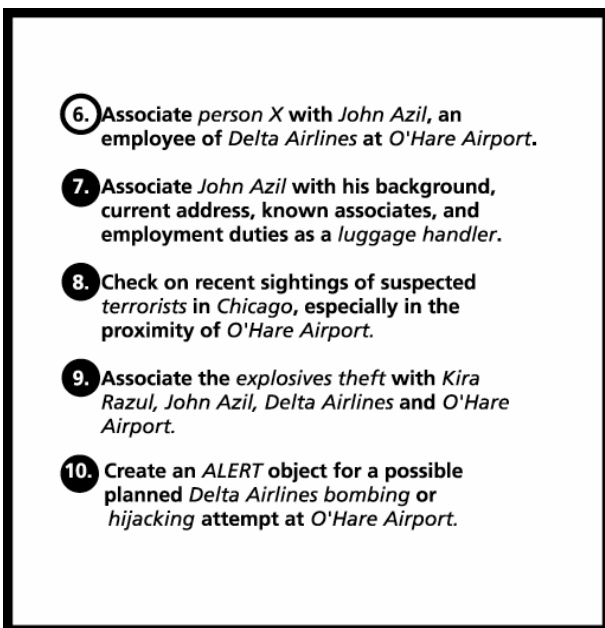 6. Associate person X with John Azil, an
employee of Delta Airlines at O'Hare Airport.
7. Associate John Azil with his background,
current address, known associates, and
employment duties as a luggage handler.
8. Check on recent sightings of suspected
terrorists in Chicago, especially in the
proximity of O'Hare Airport.
9. Associate the explosives theft with Kira
Razul, John Azil, Delta Airlines and O'Hare
Airport.
10. Create an ALERT object for a possible
planned Delta Airlines bombing or
hijacking attempt at O'Hare Airport.